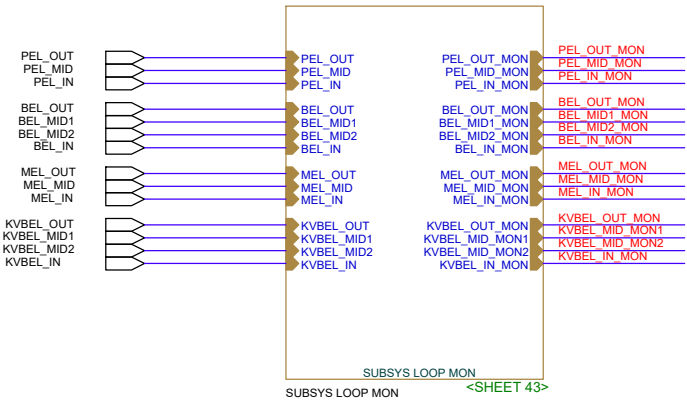 PEL_OUT PEL_OUT PEL_OUT_MON PEL_OUT_MON
PEL_MID PEL_MID PEL_MID_MON PEL_MID_MON
PEL_IN PEL_IN PEL_IN_MON PEL_IN_MON
BEL_OUT BEL_OUT BEL_OUT_MON BEL_OUT_MON
BEL_MID1 BEL_MID1 BEL_MID1_MON BEL_MID1_MON
BEL_MID2 BEL_MID2 BEL_MID2_MON BEL_MID2_MON
BEL_IN BEL_IN BEL_IN_MON BEL_IN_MON
MEL_OUT MEL_OUT MEL_OUT_MON MEL_OUT_MON
MEL_MID MEL_MID MEL_MID_MON MEL_MID_MON
MEL_IN MEL_IN MEL_IN_MON MEL_IN_MON
KVBEL_OUT KVBEL_OUT KVBEL_OUT_MON KVBEL_OUT_MON
KVBEL_MID1 KVBEL_MID1 KVBEL_MID_MON1 KVBEL_MID_MON1
KVBEL_MID2 KVBEL_MID2 KVBEL_MID_MON2 KVBEL_MID_MON2
KVBEL_IN KVBEL_IN KVBEL_IN_MON KVBEL_IN_MON
SUBSYS LOOP MON
SUBSYS LOOP MON <SHEET 43>